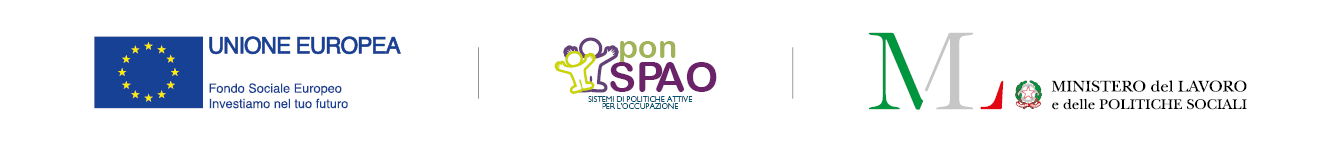 UNIONE EUROPEA
Fondo Sociale Europeo
Investiamo nel tuo futuro
pon
SPAO
SISTEMI DI POLITICHE ATTIVE
PER L'OCCUPAZIONE
ML
MINISTERO del LAVORO
e delle POLITICHE SOCIALI